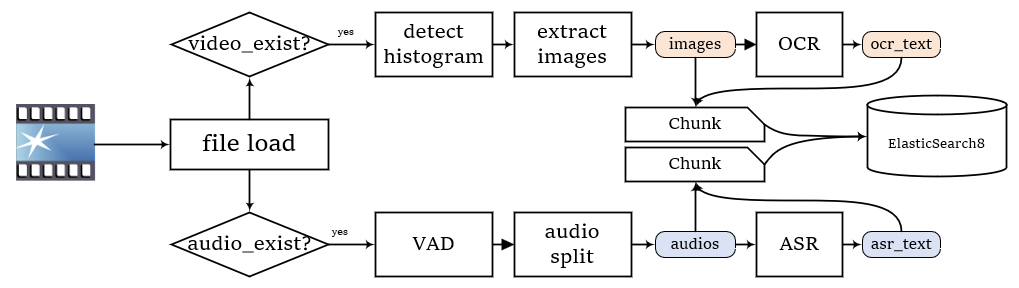 video_exist?
yes
detect
histogram
extract
images
images
OCR
ocr_text
Chunk
file load
ElasticSearch8
Chunk
audio_exist?
yes
VAD
audio
split
audios
ASR
asr_text